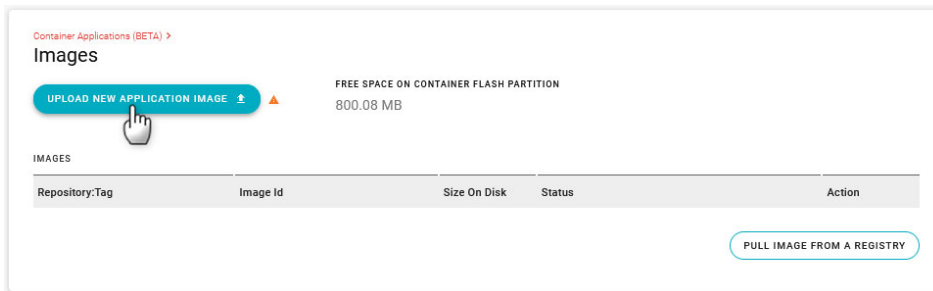 Container Applications (BETA) >
Images
UPLOAD NEW APPLICATION IMAGE
FREE SPACE ON CONTAINER FLASH PARTITION
800.08 MB
IMAGES
Repository:Tag Image Id Size On Disk Status Action
PULL IMAGE FROM A REGISTRY